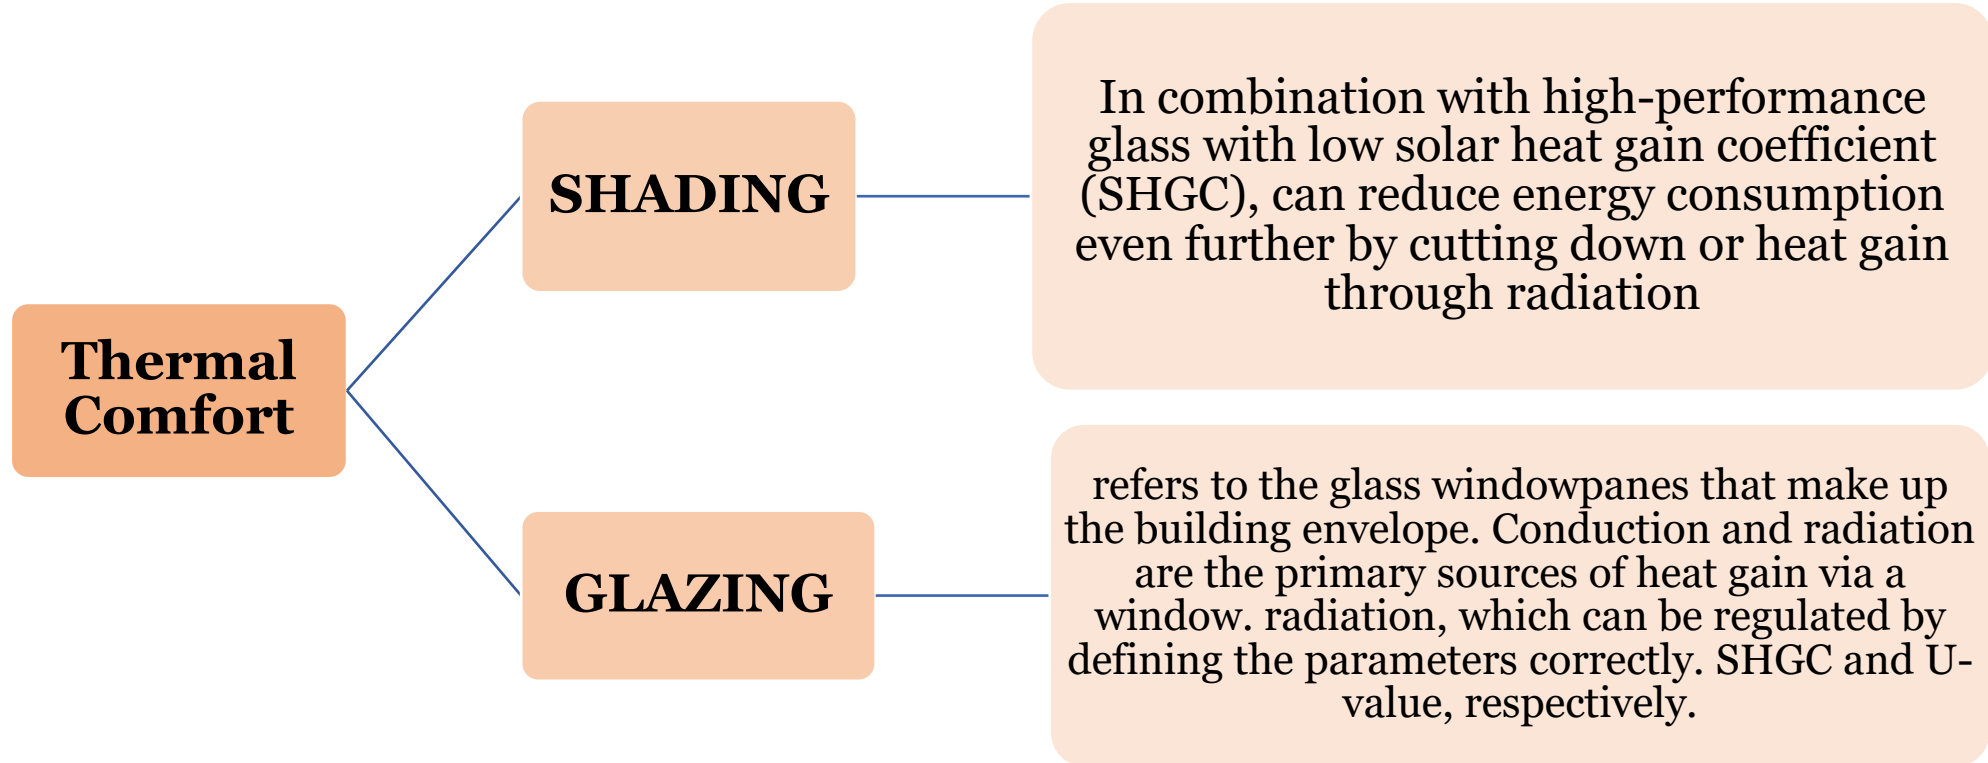 Thermal
Comfort
SHADING
In combination with high-performance
glass with low solar heat gain coefficient
(SHGC), can reduce energy consumption
even further by cutting down or heat gain
through radiation
GLAZING
refers to the glass windowpanes that make up
the building envelope. Conduction and radiation
are the primary sources of heat gain via a
window. radiation, which can be regulated by
defining the parameters correctly. SHGC and U-
value, respectively.